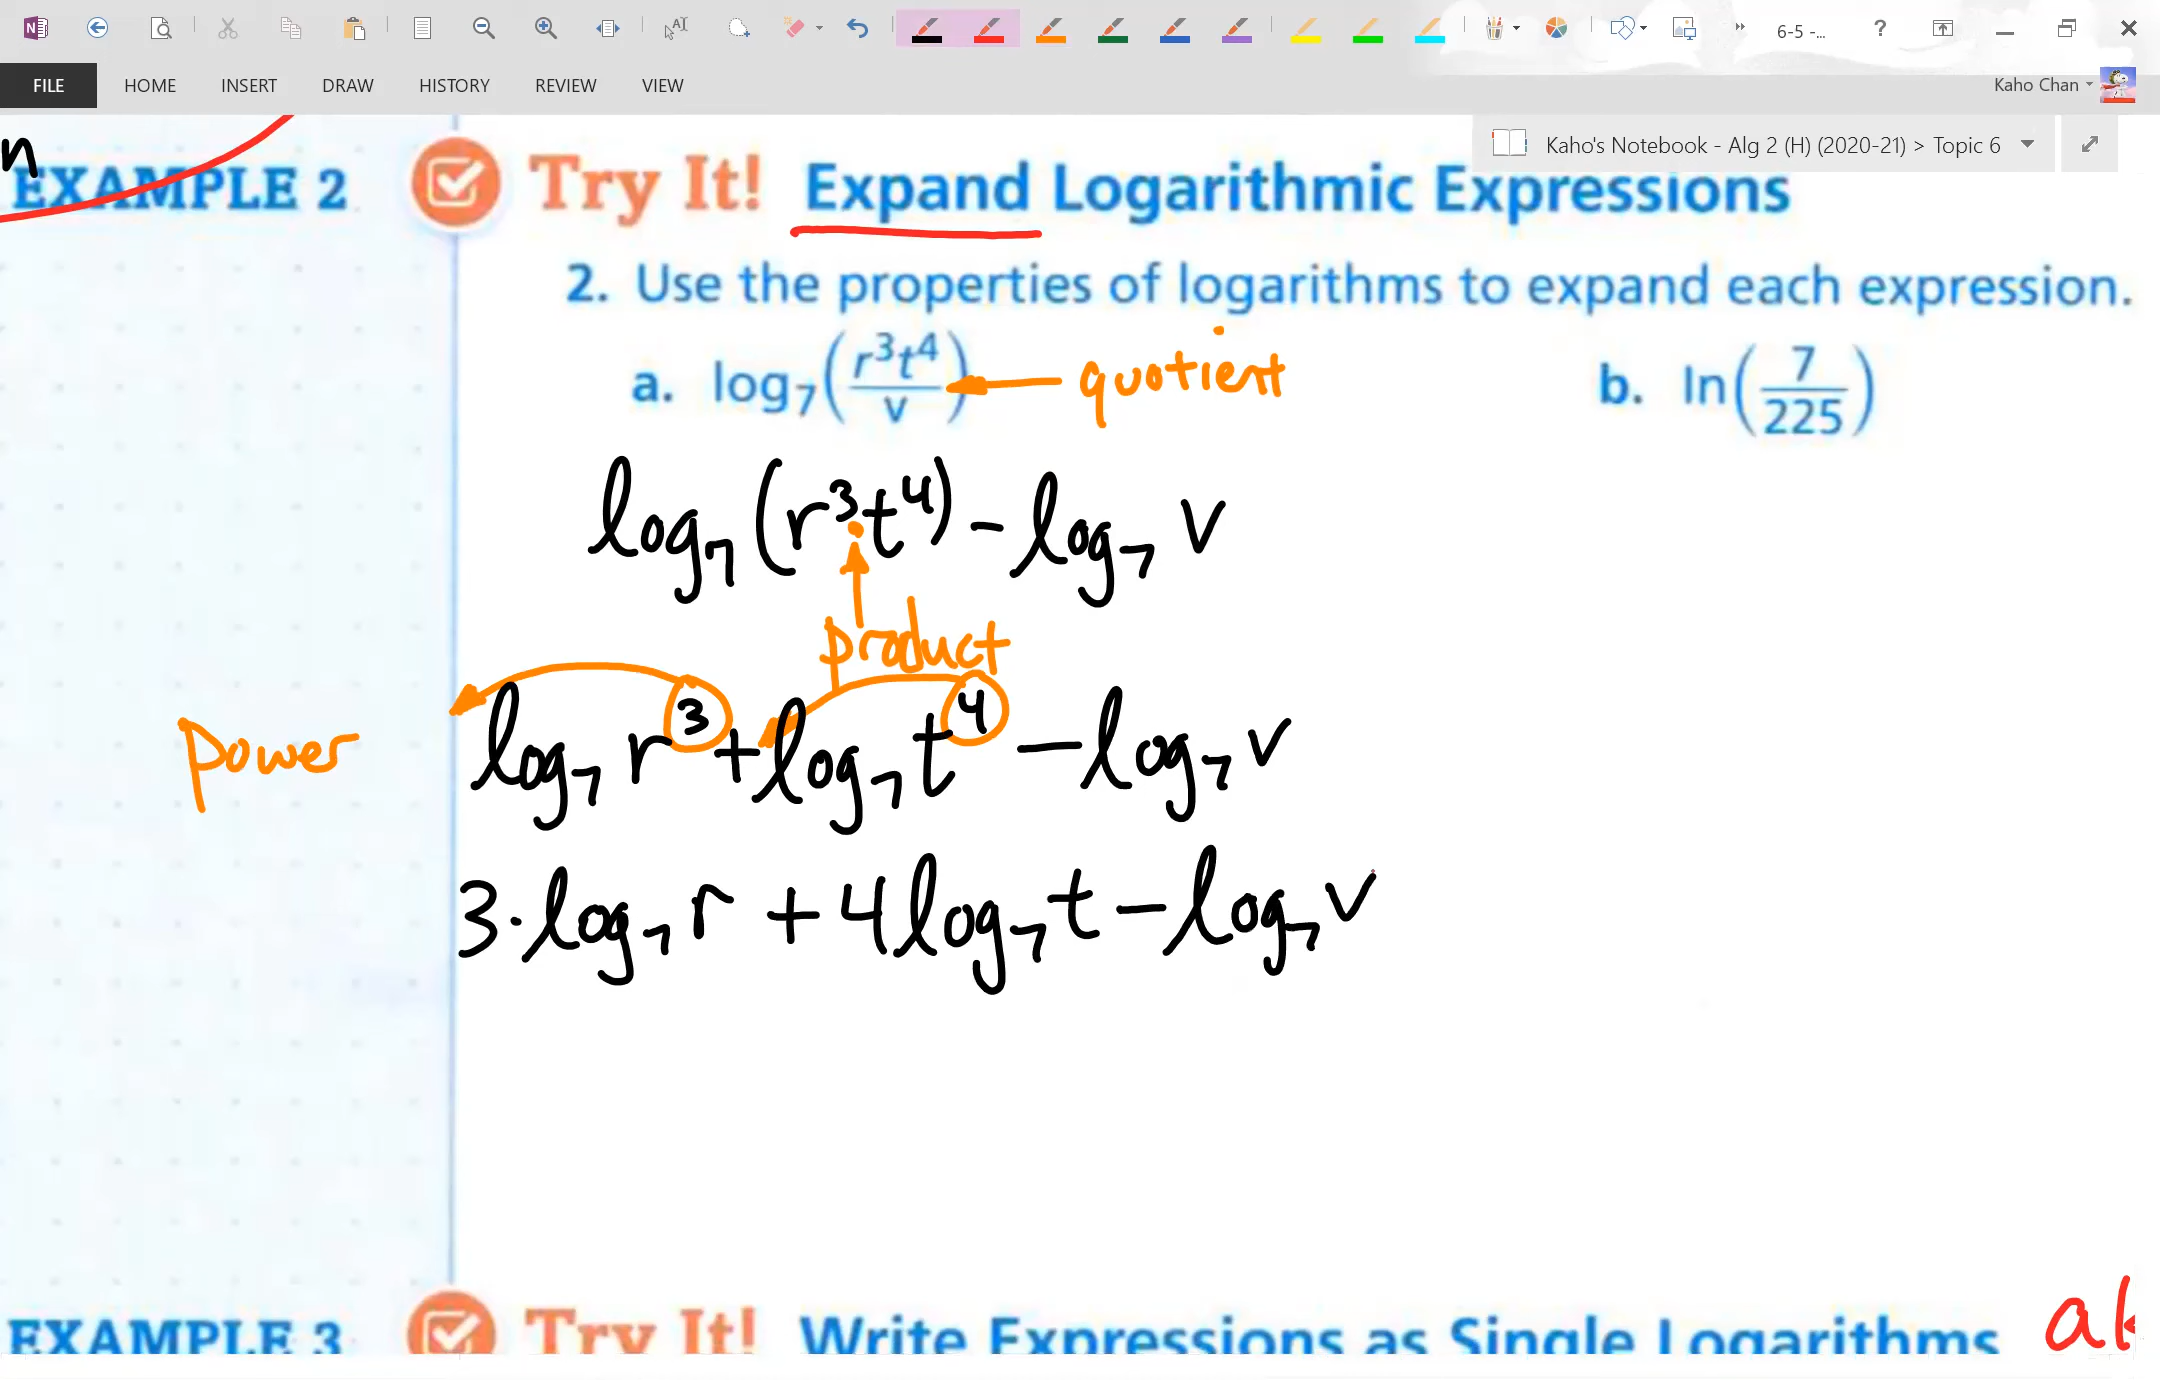 6-5 -...
FILE HOME INSERT DRAW HISTORY REVIEW VIEW Kaho Chan
Kaho's Notebook - Alg 2 (H) (2020-21) > Topic 6
n
EXAMPLE 2 Try It! Expand Logarithmic Expressions
2. Use the properties of logarithms to expand each expression.
a. log₇(r³t⁴/v) ← quotient b. ln(7/225)
log₇(r³t⁴) - log₇ v
product
power log₇ r³ + log₇ t⁴ - log₇ v
3·log₇ r + 4 log₇ t - log₇ v
EXAMPLE 3 Try It! Write Expressions as Single Logarithms